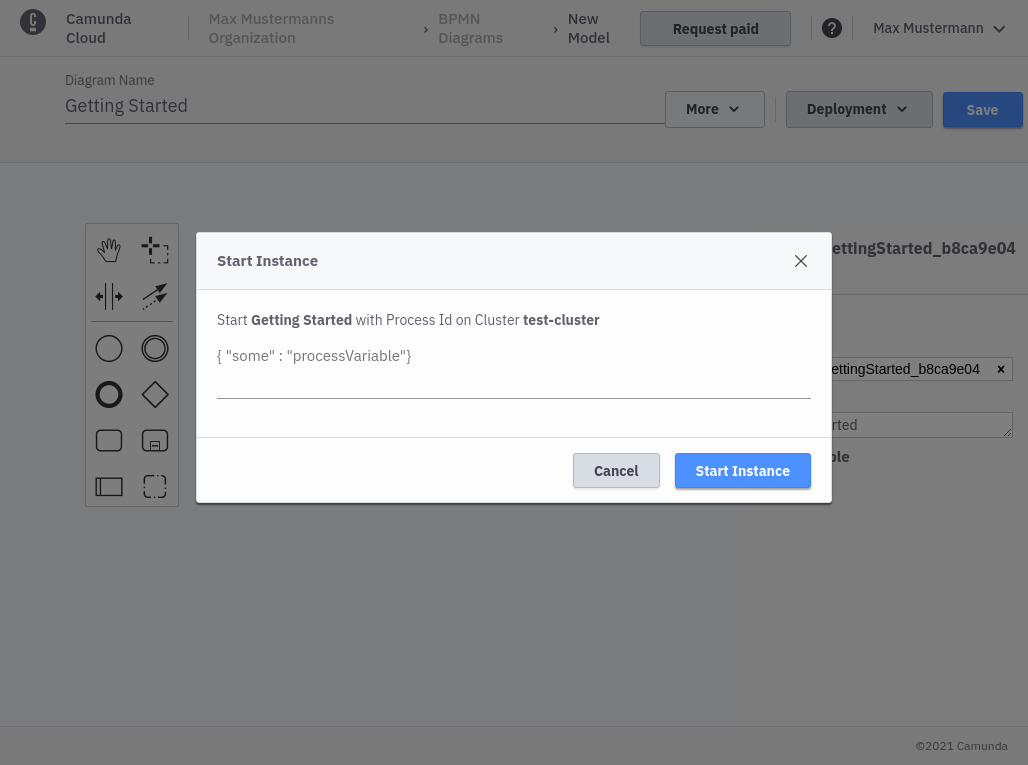 Camunda
Cloud
Max Mustermanns
Organization
› BPMN
Diagrams
› New
Model
Request paid
?
Max Mustermann
Diagram Name
Getting Started
More
Deployment
Save
ettingStarted_b8ca9e04
Start Instance
Start Getting Started with Process Id on Cluster test-cluster
{ "some" : "processVariable"}
ettingStarted_b8ca9e04 ×
rted
ble
Cancel
Start Instance
©2021 Camunda